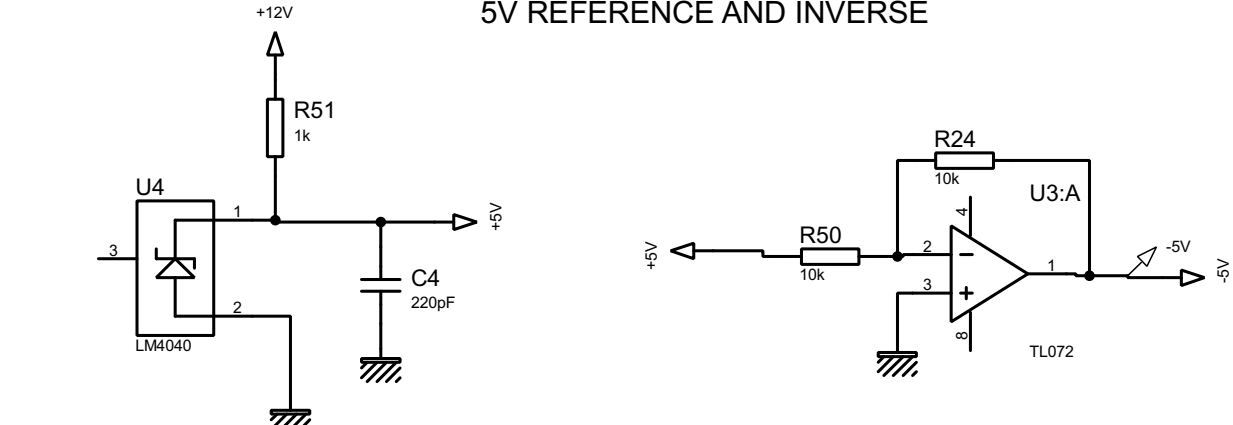 5V REFERENCE AND INVERSE
+12V
R51
1k
U4
1
3
2
LM4040
+5V
C4
220pF
+5V
R50
10k
R24
10k
U3:A
4
2
3
1
8
TL072
-5V
-5V